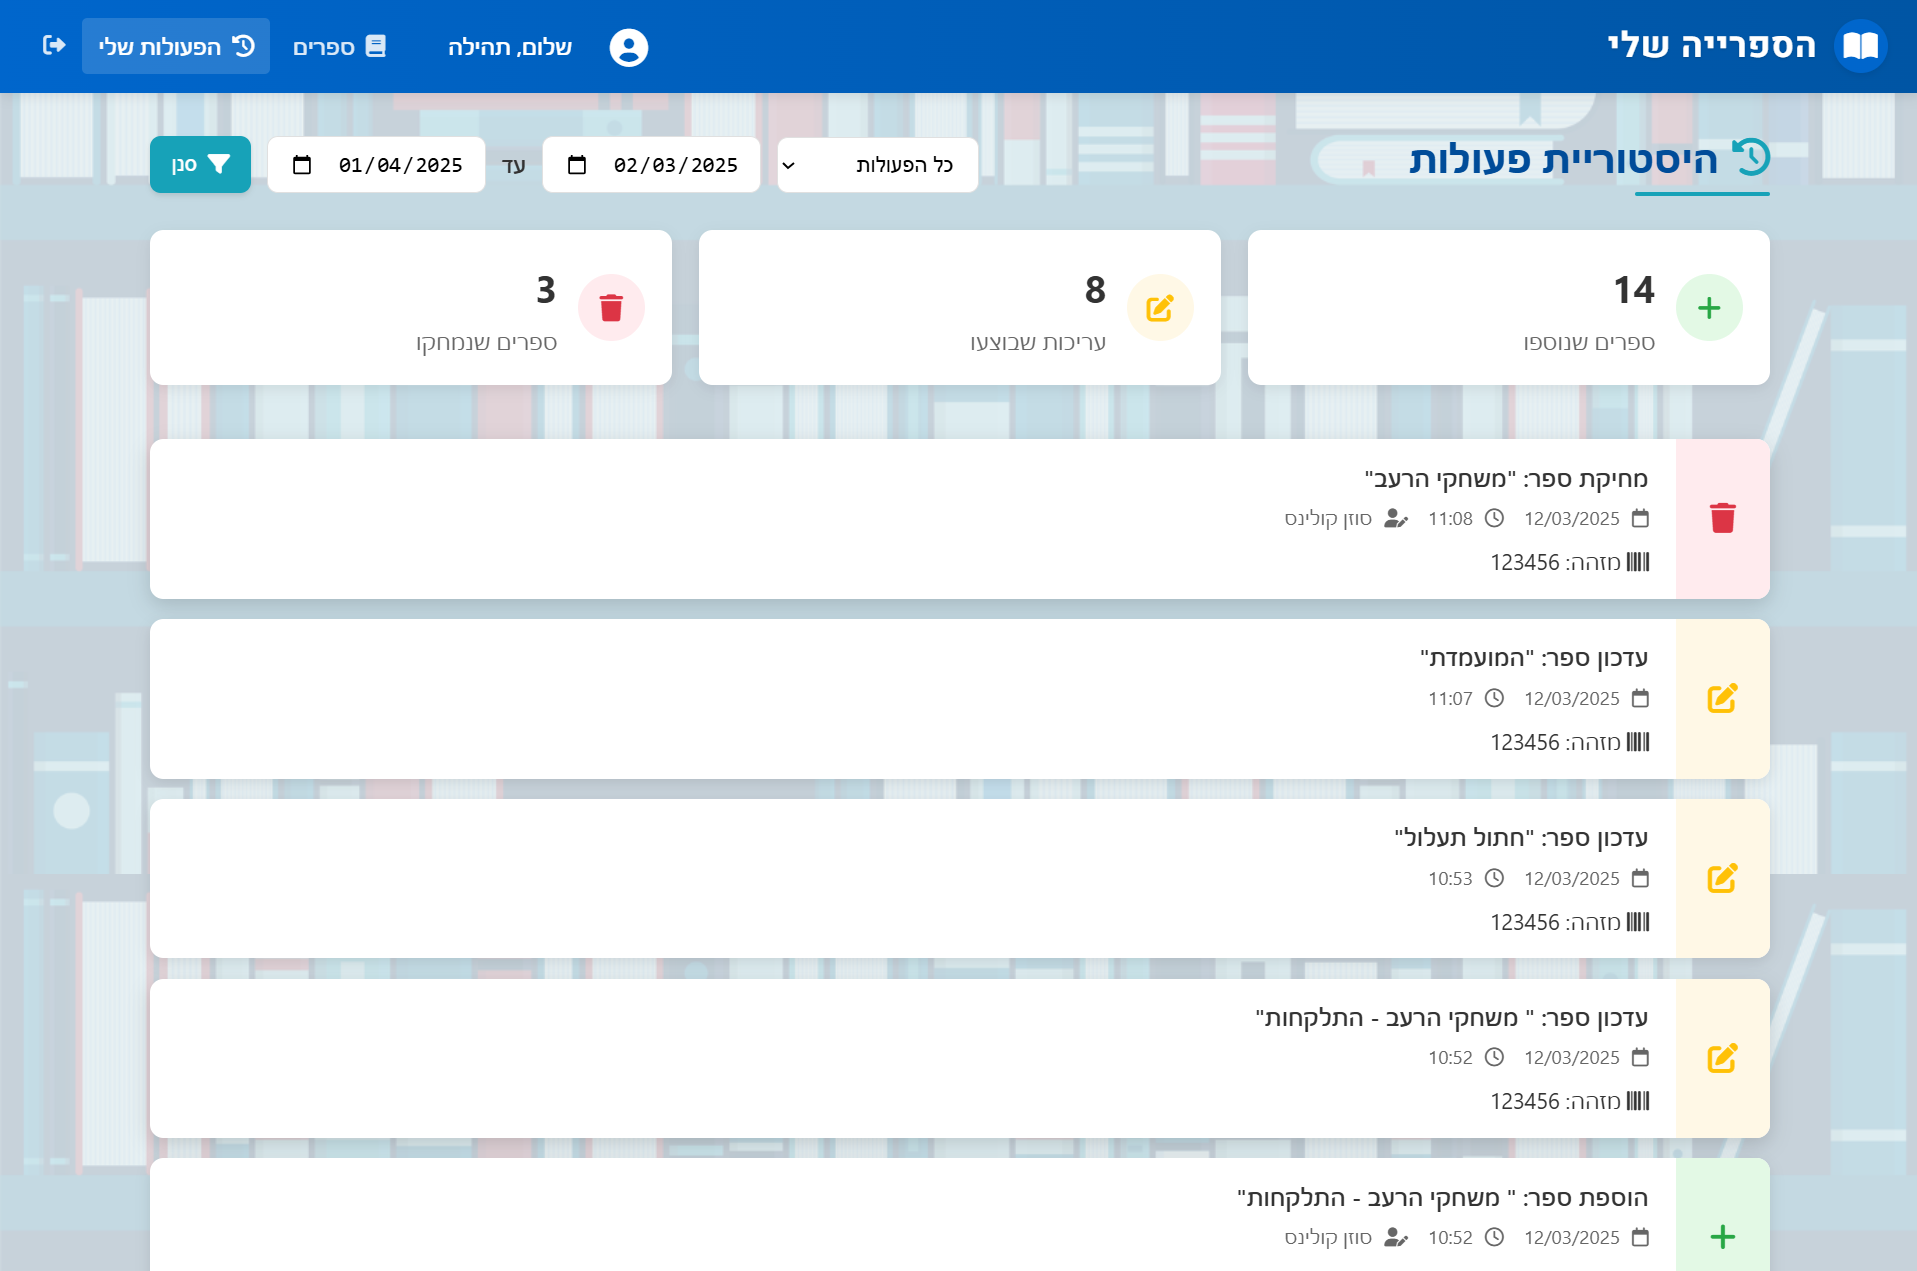 הספרייה שלי
שלום, תהילה
ספרים
הפעולות שלי
היסטוריית פעולות
כל הפעולות
02/03/2025
עד
01/04/2025
סנן
14
ספרים שנוספו
8
עריכות שבוצעו
3
ספרים שנמחקו
מחיקת ספר: "משחקי הרעב"
12/03/2025 11:08 סוזן קולינס
מזהה: 123456
עדכון ספר: "המועמדת"
12/03/2025 11:07
מזהה: 123456
עדכון ספר: "חתול תעלול"
12/03/2025 10:53
מזהה: 123456
עדכון ספר: " משחקי הרעב - התלקחות"
12/03/2025 10:52
מזהה: 123456
הוספת ספר: " משחקי הרעב - התלקחות"
12/03/2025 10:52 סוזן קולינס